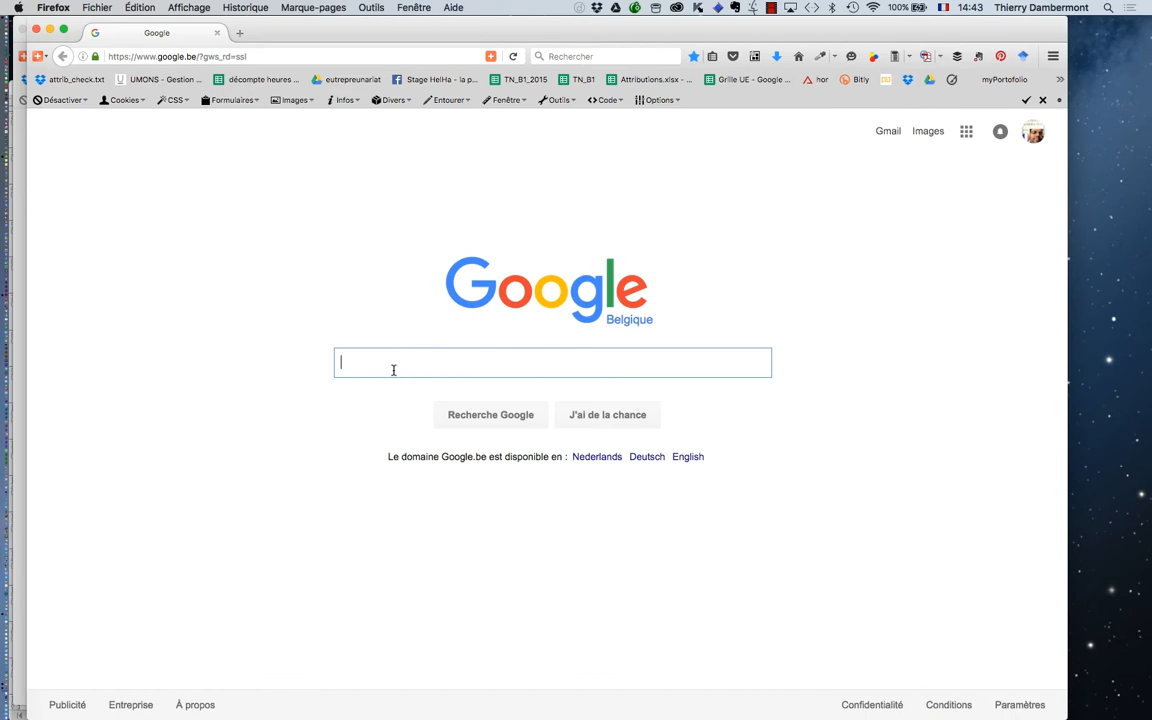 Firefox Fichier Édition Affichage Historique Marque-pages Outils Fenêtre Aide 100% 14:43 Thierry Dambermont
Google
https://www.google.be/?gws_rd=ssl Rechercher
attrib_check.txt UMONS - Gestion ... décompte heures ... eutrepreunariat Stage HelHa - la p... TN_B1_2015 TN_B1 Attributions.xlsx -... Grille UE - Google ... hor Bitly myPortofolio
Désactiver Cookies CSS Formulaires Images Infos Divers Entourer Fenêtre Outils Code Options
Gmail Images
Google
Belgique
Recherche Google J'ai de la chance
Le domaine Google.be est disponible en : Nederlands Deutsch English
Publicité Entreprise À propos Confidentialité Conditions Paramètres